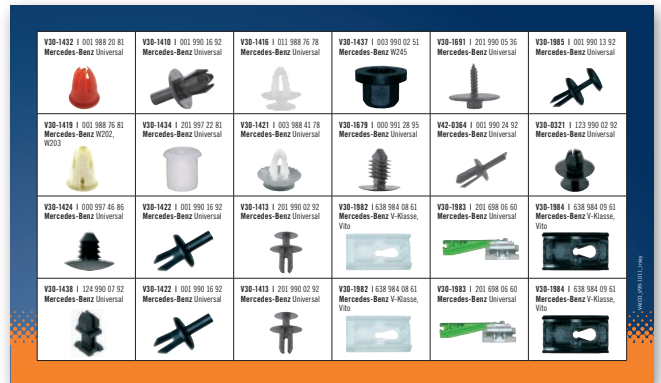 V30-1432 | 001 988 20 81
Mercedes-Benz Universal
V30-1410 | 001 990 16 92
Mercedes-Benz Universal
V30-1416 | 011 988 76 78
Mercedes-Benz Universal
V30-1437 | 003 990 02 51
Mercedes-Benz W245
V30-1691 | 201 990 05 36
Mercedes-Benz Universal
V30-1985 | 001 990 13 92
Mercedes-Benz Universal
V30-1419 | 001 988 76 81
Mercedes-Benz W202,
W203
V30-1434 | 201 997 22 81
Mercedes-Benz Universal
V30-1421 | 003 988 41 78
Mercedes-Benz Universal
V30-1679 | 000 991 28 95
Mercedes-Benz Universal
V42-0364 | 001 990 24 92
Mercedes-Benz Universal
V30-0321 | 123 990 02 92
Mercedes-Benz Universal
V30-1424 | 000 997 46 86
Mercedes-Benz Universal
V30-1422 | 001 990 16 92
Mercedes-Benz Universal
V30-1413 | 201 990 02 92
Mercedes-Benz Universal
V30-1982 | 638 984 08 61
Mercedes-Benz V-Klasse,
Vito
V30-1983 | 201 698 06 60
Mercedes-Benz Universal
V30-1984 | 638 984 09 61
Mercedes-Benz V-Klasse,
Vito
V30-1438 | 124 990 07 92
Mercedes-Benz Universal
V30-1422 | 001 990 16 92
Mercedes-Benz Universal
V30-1413 | 201 990 02 92
Mercedes-Benz Universal
V30-1982 | 638 984 08 61
Mercedes-Benz V-Klasse,
Vito
V30-1983 | 201 698 06 60
Mercedes-Benz Universal
V30-1984 | 638 984 09 61
Mercedes-Benz V-Klasse,
Vito